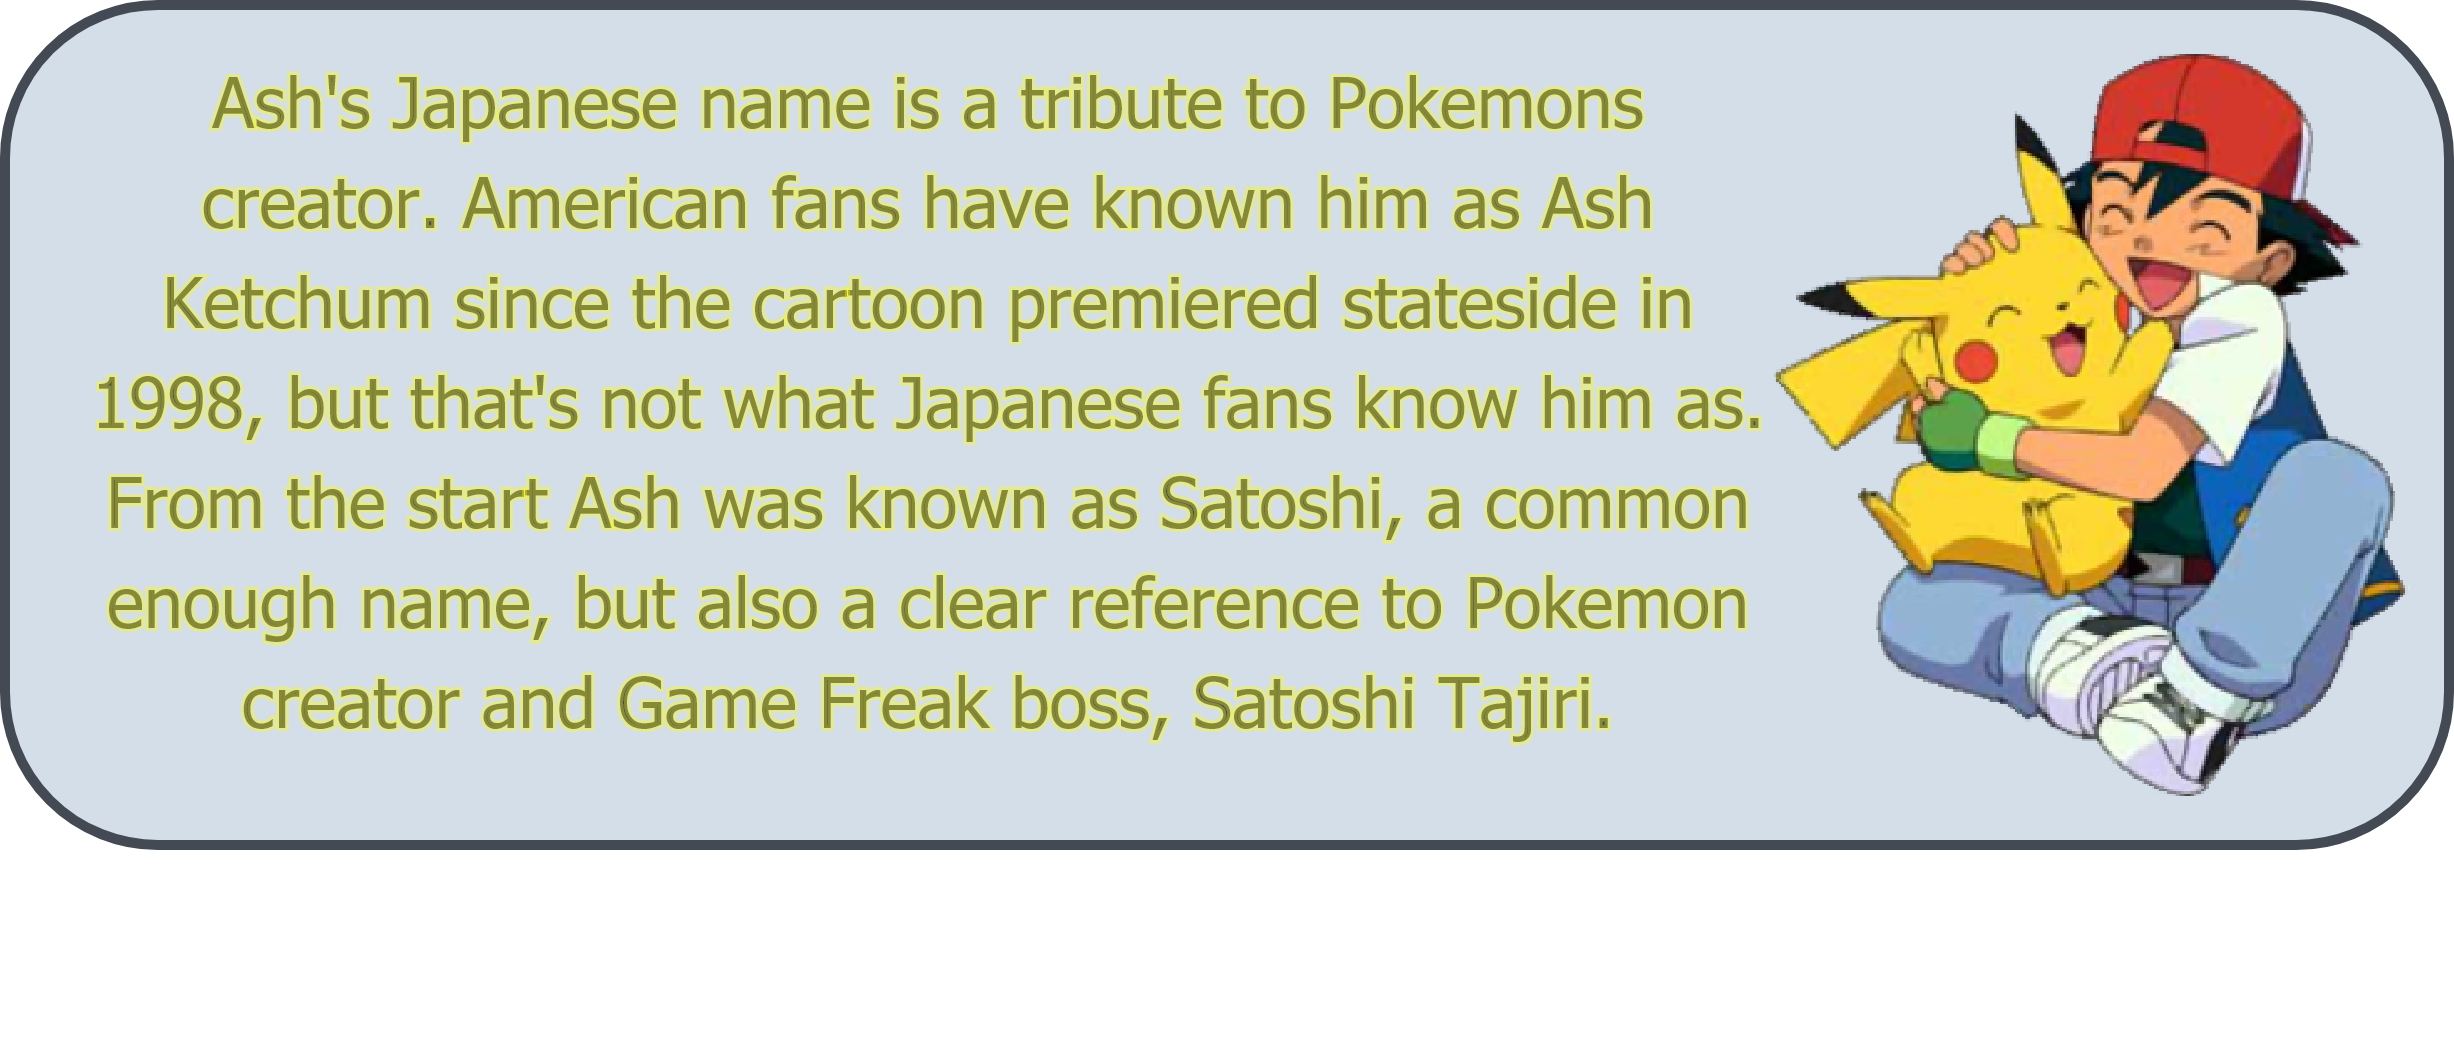 Ash's Japanese name is a tribute to Pokemons
creator. American fans have known him as Ash
Ketchum since the cartoon premiered stateside in
1998, but that's not what Japanese fans know him as.
From the start Ash was known as Satoshi, a common
enough name, but also a clear reference to Pokemon
creator and Game Freak boss, Satoshi Tajiri.